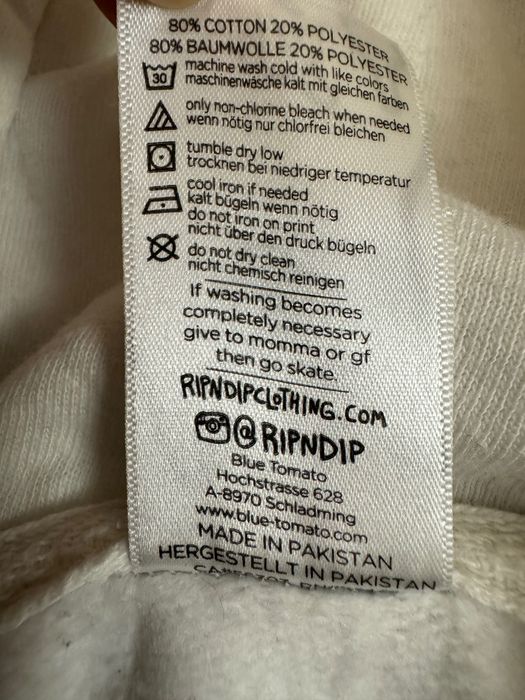 80% COTTON 20% POLYESTER
80% BAUMWOLLE 20% POLYESTER
30
machine wash cold with like colors
maschinenwäsche kalt mit gleichen farben
only non-chlorine bleach when needed
wenn nötig nur chlorfrei bleichen
tumble dry low
trocknen bei niedriger temperatur
cool iron if needed
kalt bügeln wenn nötig
do not iron on print
nicht über den druck bügeln
do not dry clean
nicht chemisch reinigen
If washing becomes
completely necessary
give to momma or gf
then go skate.
RIPNDIPCLOTHING.COM
@RIPNDIP
Blue Tomato
Hochstrasse 628
A-8970 Schladming
www.blue-tomato.com
MADE IN PAKISTAN
HERGESTELLT IN PAKISTAN